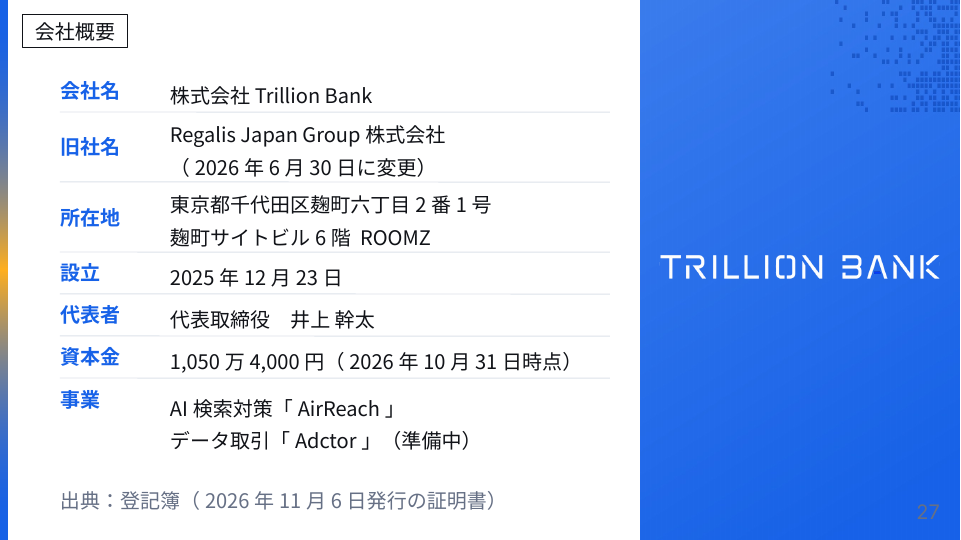 会社概要
会社名
株式会社 Trillion Bank
旧社名
Regalis Japan Group 株式会社
（ 2026 年 6 月 30 日に変更）
所在地
東京都千代田区麹町六丁目 2 番 1 号
麹町サイトビル 6 階 ROOMZ
設立
2025 年 12 月 23 日
代表者
代表取締役　井上 幹太
資本金
1,050 万 4,000 円（ 2026 年 10 月 31 日時点）
事業
AI 検索対策「 AirReach 」
データ取引「 Adctor 」（準備中）
出典：登記簿（ 2026 年 11 月 6 日発行の証明書）
TRILLION BANK
27